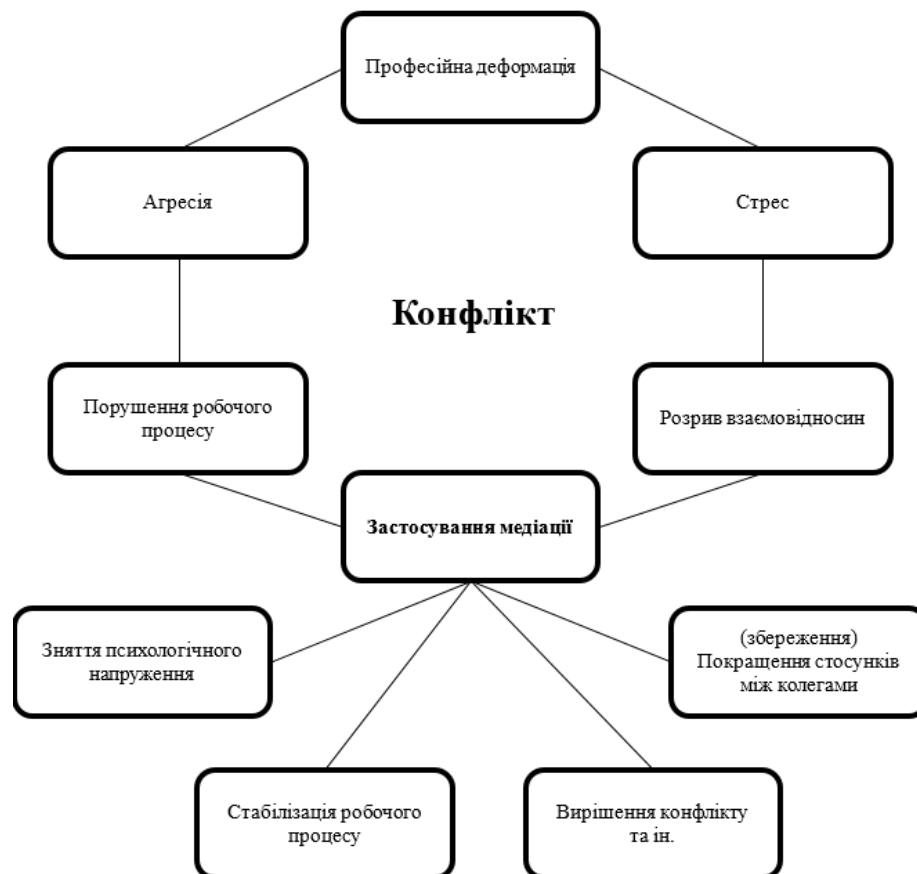 Професійна деформація
Агресія
Стрес
Конфлікт
Порушення робочого
процесу
Розрив взаємовідносин
Застосування медіації
Зняття психологічного
напруження
(збереження)
Покращення стосунків
між колегами
Стабілізація робочого
процесу
Вирішення конфлікту
та ін.